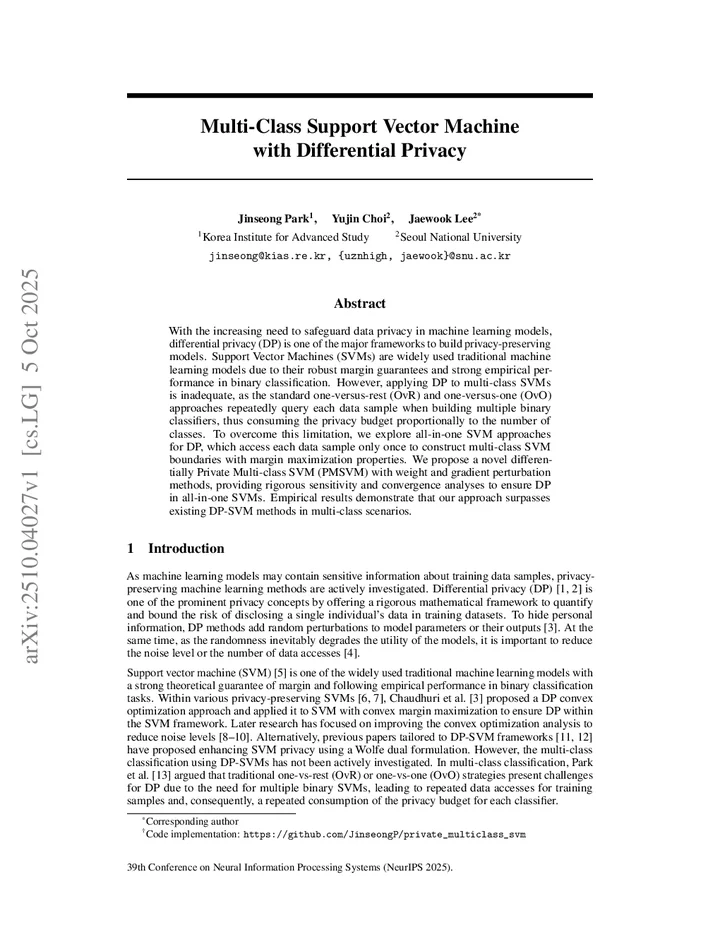 arXiv:2510.04027v1 [cs.LG] 5 Oct 2025
Multi-Class Support Vector Machine
with Differential Privacy
Jinseong Park¹, Yujin Choi², Jaewook Lee²*
¹Korea Institute for Advanced Study ²Seoul National University
jinseong@kias.re.kr, {uznhigh, jaewook}@snu.ac.kr
Abstract
With the increasing need to safeguard data privacy in machine learning models,
differential privacy (DP) is one of the major frameworks to build privacy-preserving
models. Support Vector Machines (SVMs) are widely used traditional machine
learning models due to their robust margin guarantees and strong empirical per-
formance in binary classification. However, applying DP to multi-class SVMs
is inadequate, as the standard one-versus-rest (OvR) and one-versus-one (OvO)
approaches repeatedly query each data sample when building multiple binary
classifiers, thus consuming the privacy budget proportionally to the number of
classes. To overcome this limitation, we explore all-in-one SVM approaches
for DP, which access each data sample only once to construct multi-class SVM
boundaries with margin maximization properties. We propose a novel differen-
tially Private Multi-class SVM (PMSVM) with weight and gradient perturbation
methods, providing rigorous sensitivity and convergence analyses to ensure DP
in all-in-one SVMs. Empirical results demonstrate that our approach surpasses
existing DP-SVM methods in multi-class scenarios.
1 Introduction
As machine learning models may contain sensitive information about training data samples, privacy-
preserving machine learning methods are actively investigated. Differential privacy (DP) [1, 2] is
one of the prominent privacy concepts by offering a rigorous mathematical framework to quantify
and bound the risk of disclosing a single individual's data in training datasets. To hide personal
information, DP methods add random perturbations to model parameters or their outputs [3]. At the
same time, as the randomness inevitably degrades the utility of the models, it is important to reduce
the noise level or the number of data accesses [4].
Support vector machine (SVM) [5] is one of the widely used traditional machine learning models with
a strong theoretical guarantee of margin and following empirical performance in binary classification
tasks. Within various privacy-preserving SVMs [6, 7], Chaudhuri et al. [3] proposed a DP convex
optimization approach and applied it to SVM with convex margin maximization to ensure DP within
the SVM framework. Later research has focused on improving the convex optimization analysis to
reduce noise levels [8–10]. Alternatively, previous papers tailored to DP-SVM frameworks [11, 12]
have proposed enhancing SVM privacy using a Wolfe dual formulation. However, the multi-class
classification using DP-SVMs has not been actively investigated. In multi-class classification, Park
et al. [13] argued that traditional one-vs-rest (OvR) or one-vs-one (OvO) strategies present challenges
for DP due to the need for multiple binary SVMs, leading to repeated data accesses for training
samples and, consequently, a repeated consumption of the privacy budget for each classifier.
*Corresponding author
†Code implementation: https://github.com/JinseongP/private_multiclass_svm
39th Conference on Neural Information Processing Systems (NeurIPS 2025).